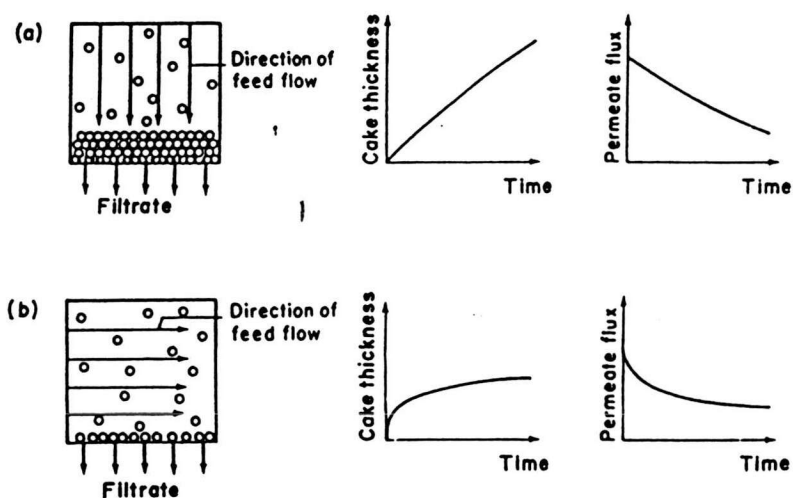 (a)
Direction of
feed flow
Filtrate
Cake thickness
Time
Permeate flux
Time
(b)
Direction of
feed flow
Filtrate
Cake thickness
Time
Permeate flux
Time